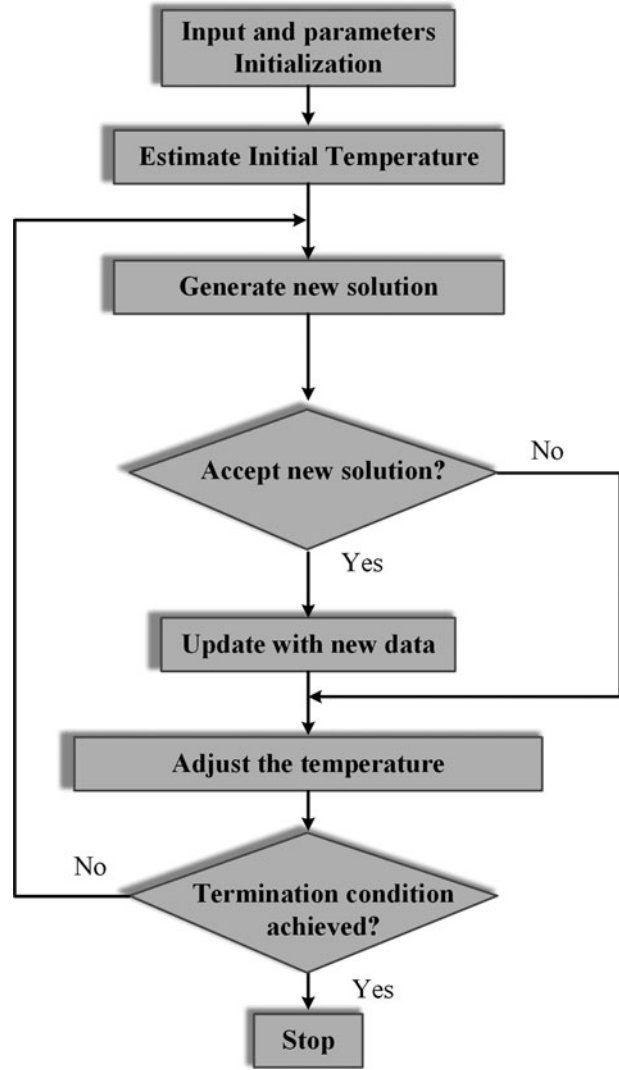 Input and parameters
Initialization
Estimate Initial Temperature
Generate new solution
Accept new solution?
No
Yes
Update with new data
Adjust the temperature
No
Termination condition
achieved?
Yes
Stop